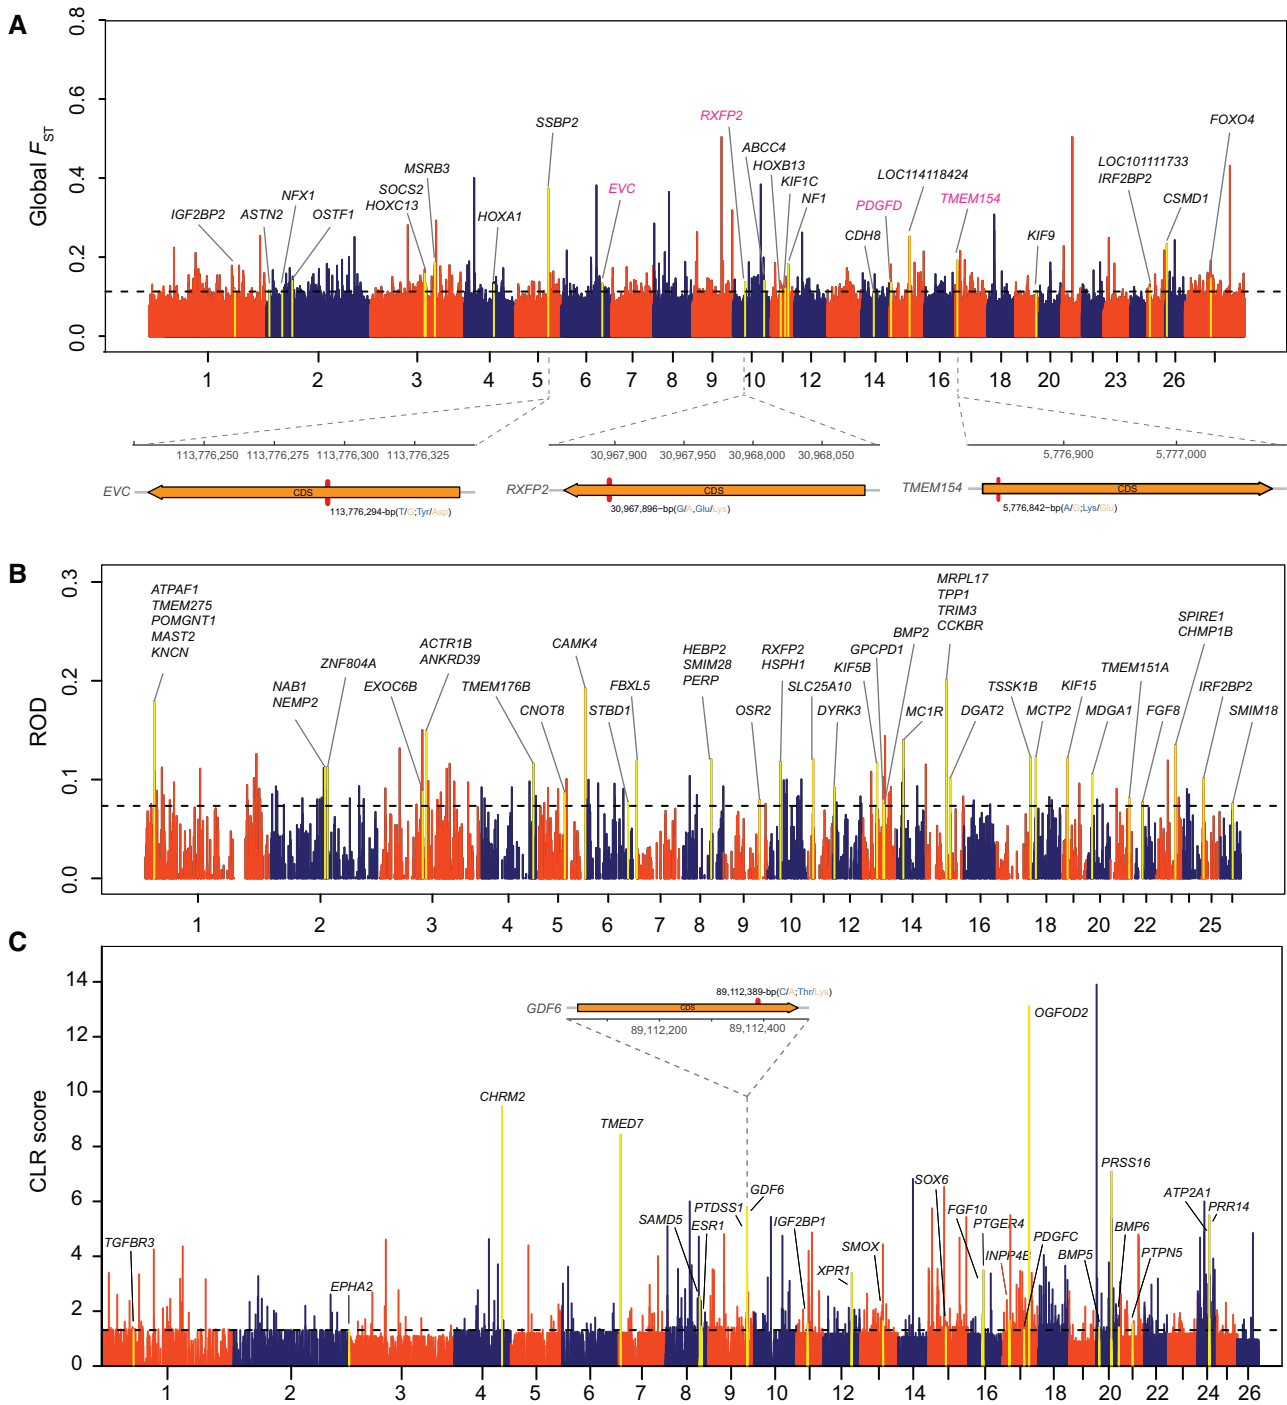 A
Global FST
0.8
0.6
0.4
0.2
0.0
IGF2BP2
ASTN2
NFX1
OSTF1
SOCS2
HOXC13
MSRB3
HOXA1
SSBP2
EVC
RXFP2
ABCC4
HOXB13
KIF1C
NF1
PDGFD
CDH8
LOC114118424
TMEM154
KIF9
LOC101111733
IRF2BP2
CSMD1
FOXO4
1 2 3 4 5 6 7 8 9 10 12 14 16 18 20 23 26
113,776,250 113,776,275 113,776,300 113,776,325
EVC
CDS
113,776,294-bp(T/G;Tyr/Asp)
30,967,900 30,967,950 30,968,000 30,968,050
RXFP2
CDS
30,967,896−bp(G/A,Glu/Lys)
5,776,900 5,777,000
TMEM154
CDS
5,776,842−bp(A/G;Lys/Glu)
B
ROD
0.3
0.2
0.1
0.0
ATPAF1
TMEM275
POMGNT1
MAST2
KNCN
NAB1
NEMP2
ZNF804A
EXOC6B
ACTR1B
ANKRD39
TMEM176B
CNOT8
CAMK4
STBD1
FBXL5
HEBP2
SMIM28
PERP
OSR2
RXFP2
HSPH1
SLC25A10
DYRK3
KIF5B
GPCPD1
BMP2
MC1R
MRPL17
TPP1
TRIM3
CCKBR
DGAT2
TSSK1B
MCTP2
KIF15
MDGA1
TMEM151A
FGF8
SPIRE1
CHMP1B
IRF2BP2
SMIM18
1 2 3 4 5 6 7 8 9 10 12 14 16 18 20 22 25
C
CLR score
14
12
10
8
6
4
2
0
GDF6
89,112,389-bp(C/A;Thr/Lys)
CDS
89,112,200 89,112,400
TGFBR3
EPHA2
CHRM2
TMED7
SAMD5
ESR1
PTDSS1
GDF6
IGF2BP1
XPR1
SMOX
SOX6
FGF10
PTGER4
INPP4B
OGFOD2
PDGFC
BMP5
PRSS16
BMP6
PTPN5
ATP2A1
PRR14
1 2 3 4 5 6 7 8 9 10 12 14 16 18 20 22 24 26